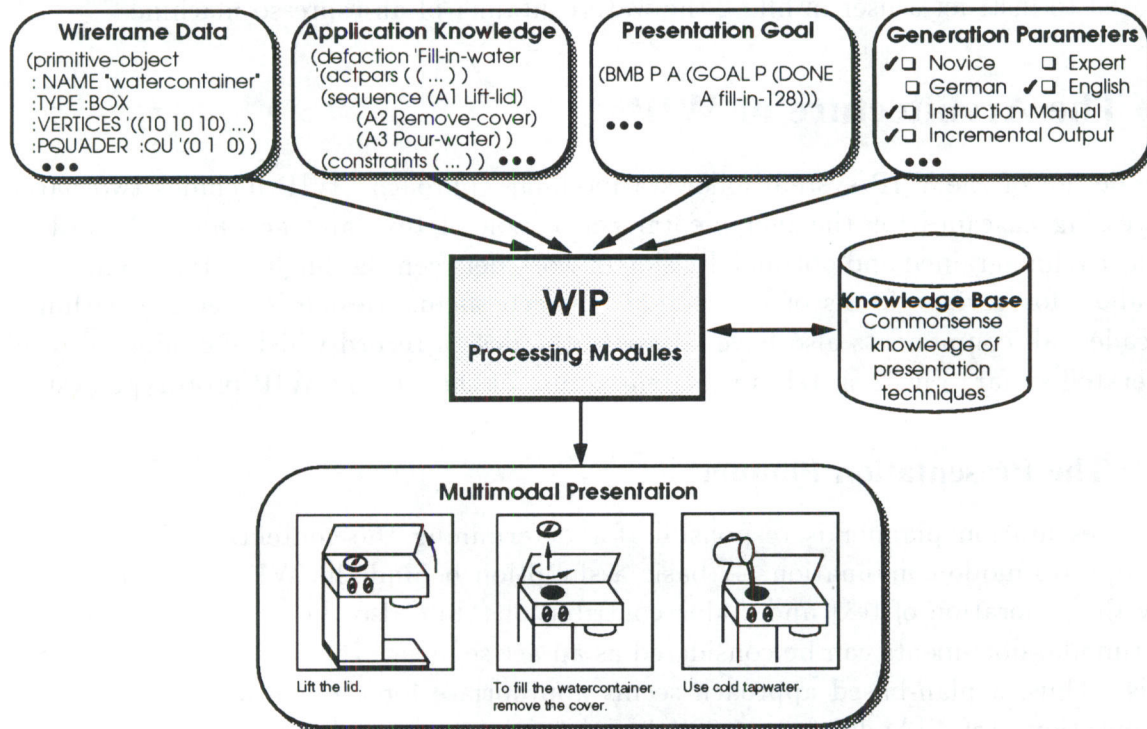 Wireframe Data
(primitive-object
: NAME "watercontainer"
:TYPE :BOX
:VERTICES '((10 10 10) ...)
:PQUADER :OU '(0 1 0) )
•••
Application Knowledge
(defaction 'Fill-in-water
(actpars ( ( ... ) )
(sequence (A1 Lift-lid)
(A2 Remove-cover)
(A3 Pour-water) )
(constraints ( ... ) ) •••
Presentation Goal
(BMB P A (GOAL P (DONE
A fill-in-128)))
•••
Generation Parameters
✓❏ Novice ❏ Expert
❏ German ✓❏ English
✓❏ Instruction Manual
✓❏ Incremental Output
•••
WIP
Processing Modules
Knowledge Base
Commonsense
knowledge of
presentation
techniques
Multimodal Presentation
Lift the lid.
To fill the watercontainer,
remove the cover.
Use cold tapwater.